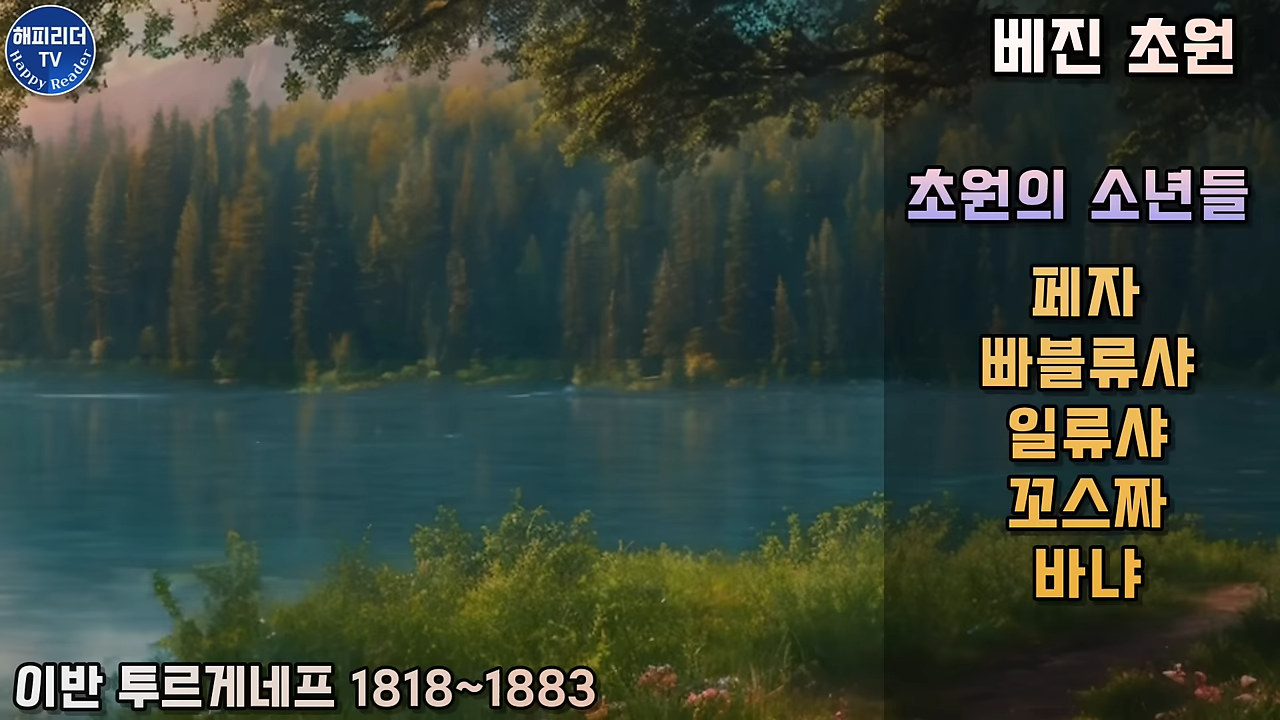 해피리더
TV
Happy Reader
베진 초원
초원의 소년들
페쟈
빠블류샤
일류샤
꼬스쨔
바냐
이반 투르게네프 1818~1883